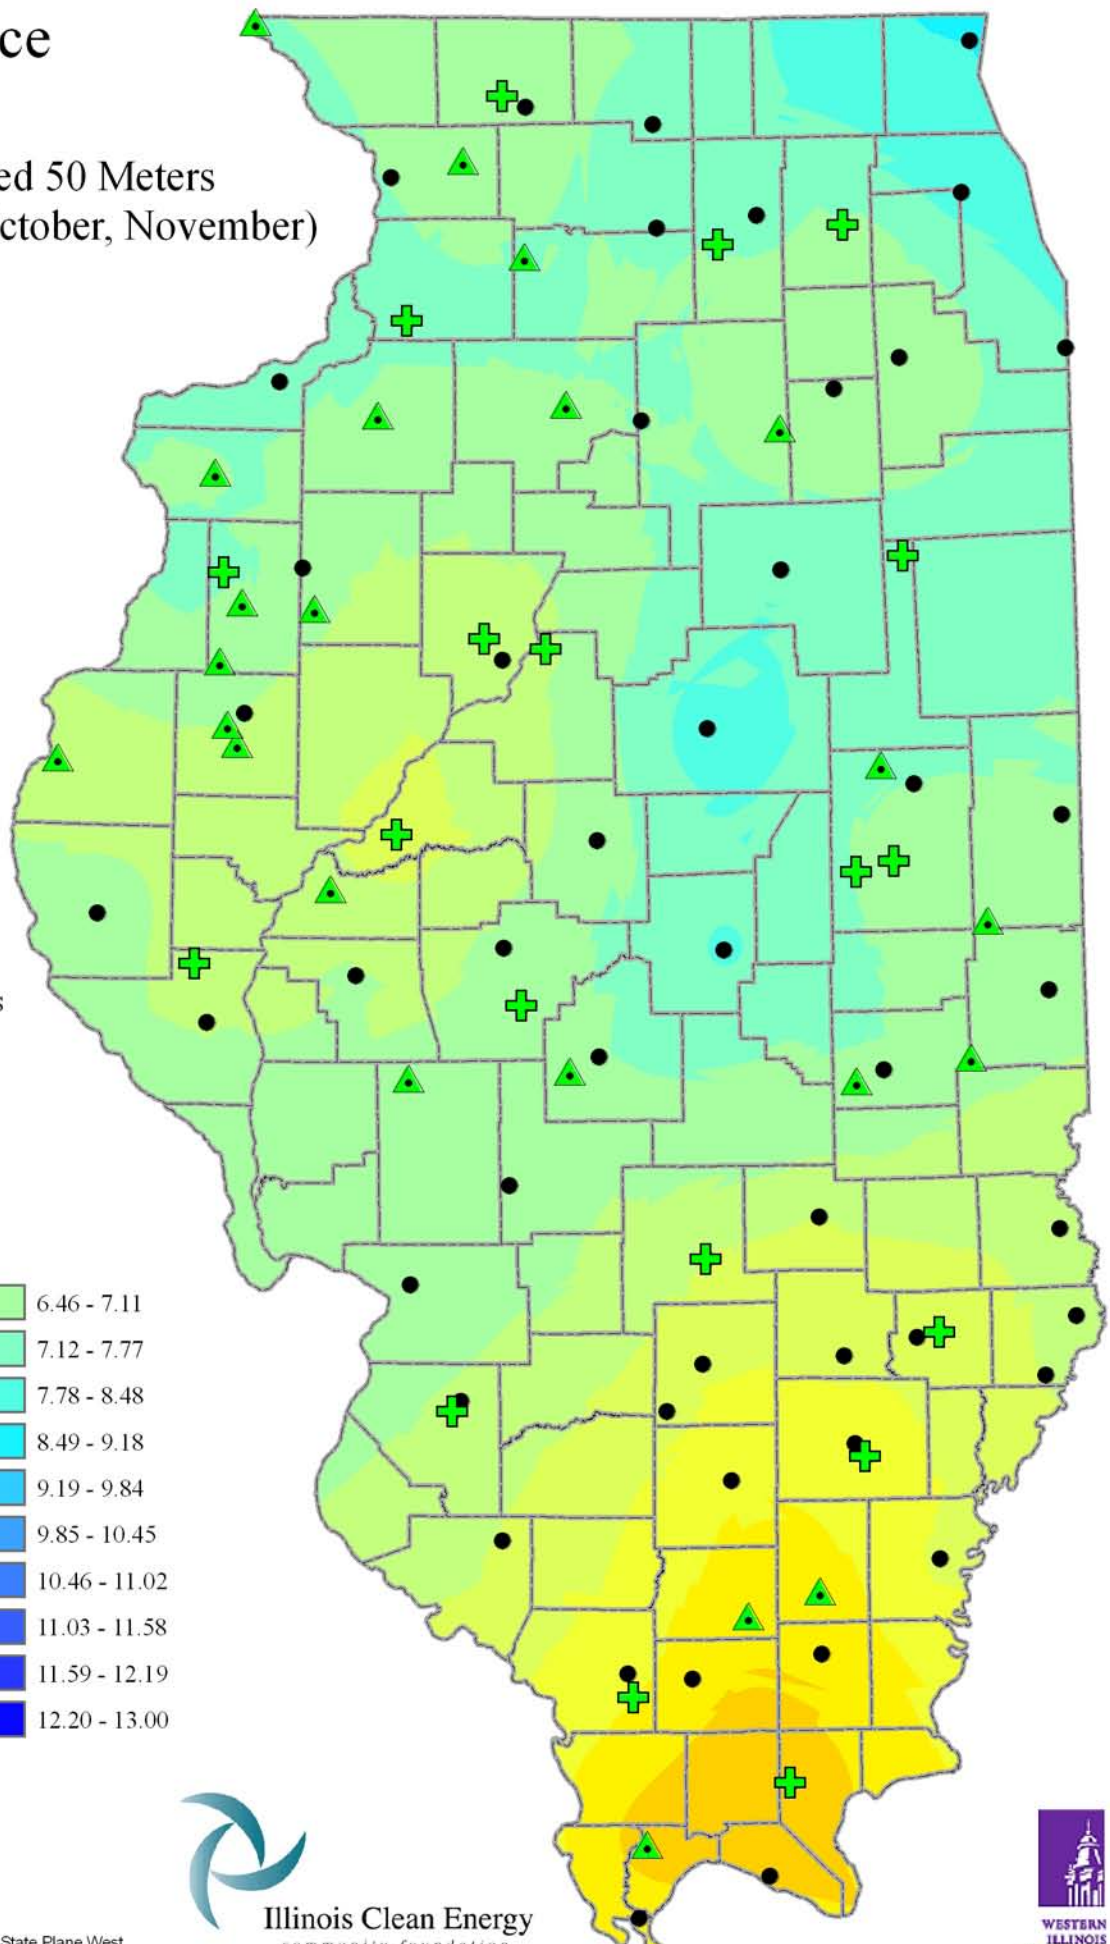 ce
ed 50 Meters
ctober, November)
s
6.46 - 7.11
7.12 - 7.77
7.78 - 8.48
8.49 - 9.18
9.19 - 9.84
9.85 - 10.45
10.46 - 11.02
11.03 - 11.58
11.59 - 12.19
12.20 - 13.00
Illinois Clean Energy
community foundation
WESTERN
ILLINOIS
State Plane West